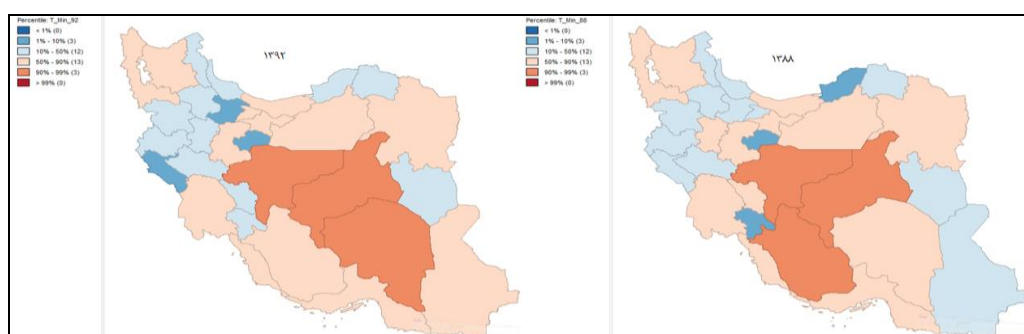 Percentile: T_Min_92
< 1% (0)
1% - 10% (3)
10% - 50% (12)
50% - 90% (13)
90% - 99% (3)
> 99% (0)
۱۳۹۲
Percentile: T_Min_88
< 1% (0)
1% - 10% (3)
10% - 50% (12)
50% - 90% (13)
90% - 99% (3)
> 99% (0)
۱۳۸۸